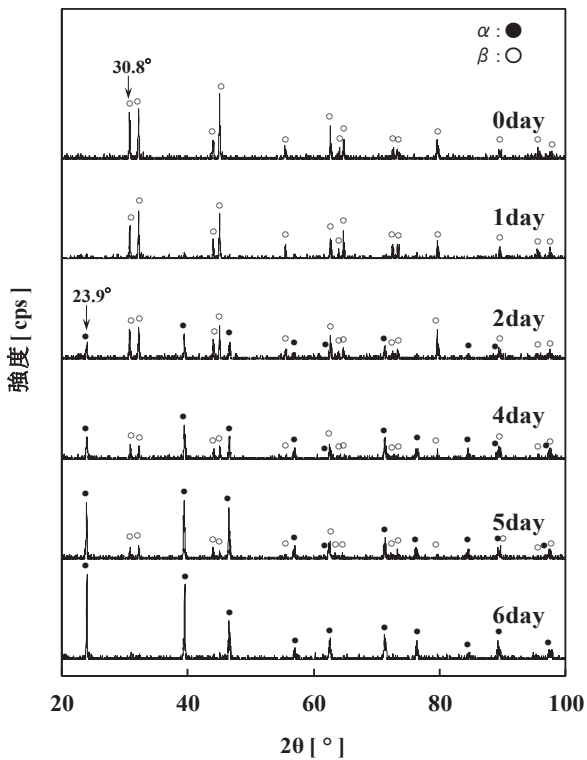 α : ●
β : ○
30.8°
0day
1day
23.9°
2day
4day
5day
6day
強度 [ cps ]
20 40 60 80 100
2θ [ ° ]